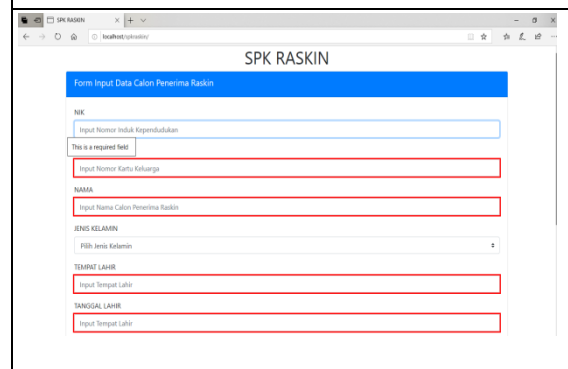 SPK RASKIN
localhost/spkraskin/
SPK RASKIN
Form Input Data Calon Penerima Raskin
NIK
Input Nomor Induk Kependudukan
This is a required field
Input Nomor Kartu Keluarga
NAMA
Input Nama Calon Penerima Raskin
JENIS KELAMIN
Pilih Jenis Kelamin
TEMPAT LAHIR
Input Tempat Lahir
TANGGAL LAHIR
Input Tempat Lahir